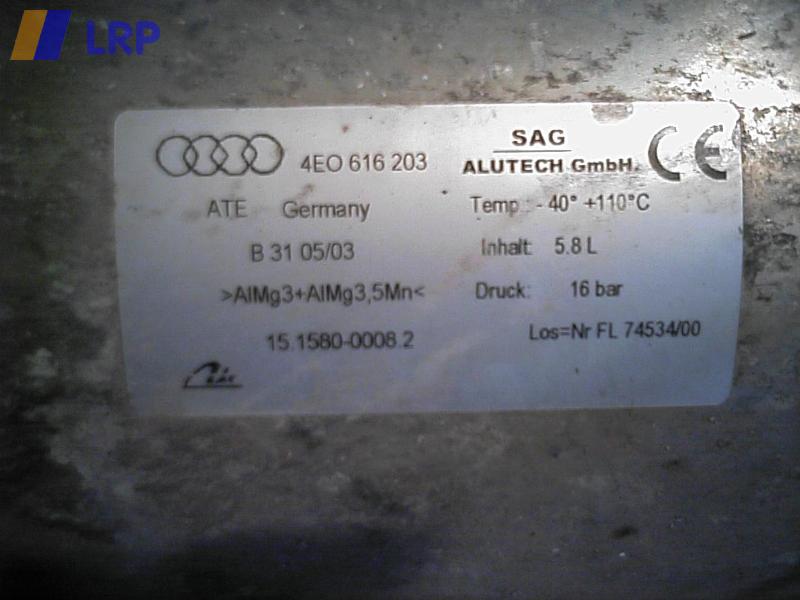 LRP
4EO 616 203
ATE Germany
B 31 05/03
>AlMg3+AlMg3,5Mn<
15.1580-0008.2
SAG
ALUTECH GmbH.
CE
Temp.: - 40° +110°C
Inhalt: 5.8 L
Druck: 16 bar
Los=Nr FL 74534/00